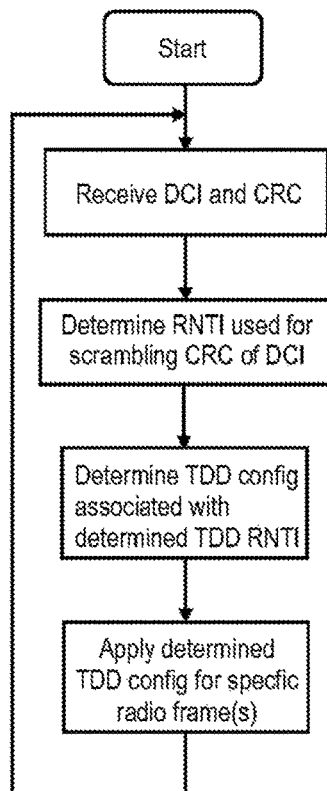 Start
Receive DCI and CRC
Determine RNTI used for
scrambling CRC of DCI
Determine TDD config
associated with
determined TDD RNTI
Apply determined
TDD config for specfic
radio frame(s)